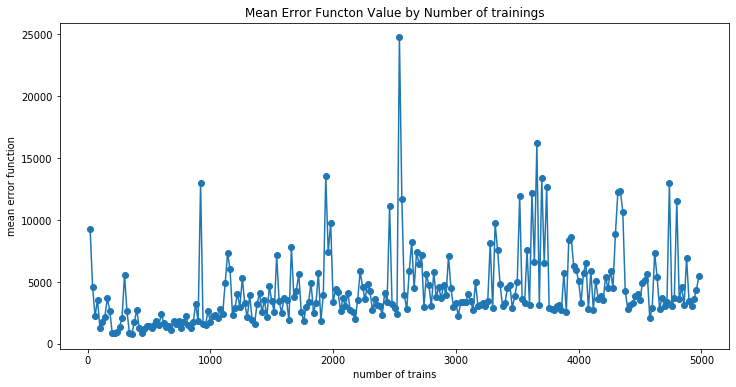 Mean Error Functon Value by Number of trainings
25000
20000
15000
10000
5000
0
mean error function
0 1000 2000 3000 4000 5000
number of trains